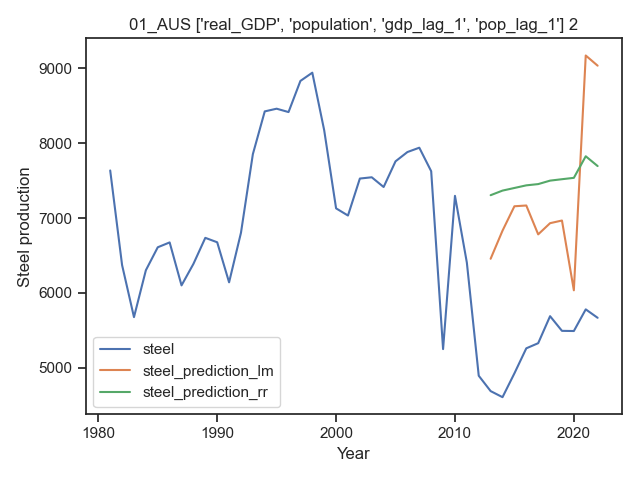 01_AUS ['real_GDP', 'population', 'gdp_lag_1', 'pop_lag_1'] 2
9000
8000
7000
6000
5000
Steel production
steel
steel_prediction_lm
steel_prediction_rr
1980
1990
2000
2010
2020
Year